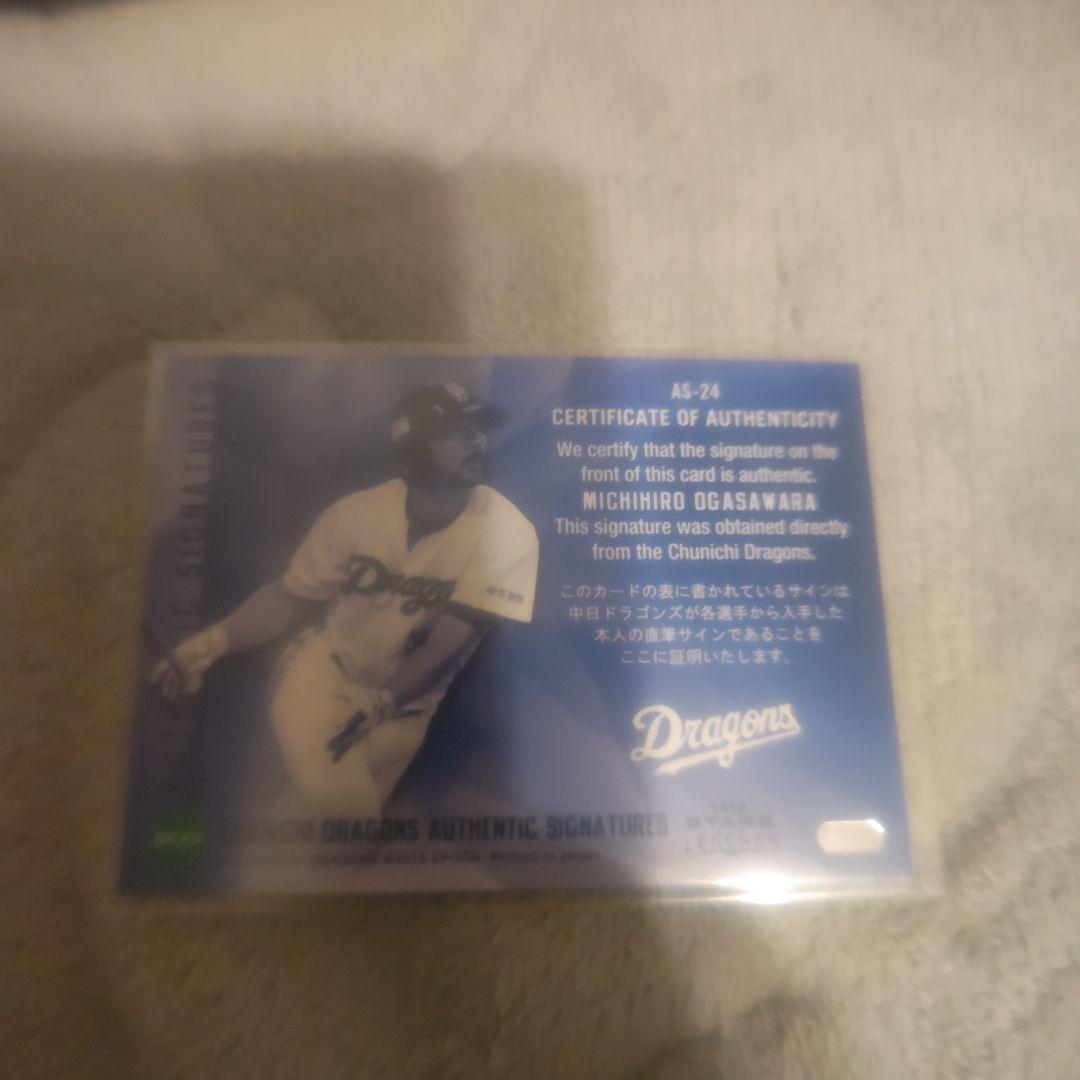 AS-24
CERTIFICATE OF AUTHENTICITY
We certify that the signature on the
front of this card is authentic.
MICHIHIRO OGASAWARA
This signature was obtained directly
from the Chunichi Dragons.
このカードの表に書かれているサインは
中日ドラゴンズが各選手から入手した
本人の直筆サインであることを
ここに証明いたします。
Dragons
Dragons
DRAGONS AUTHENTIC SIGNATURES
STARS
LEGENDS
EPOCH Printed in Japan
SIGNATURES